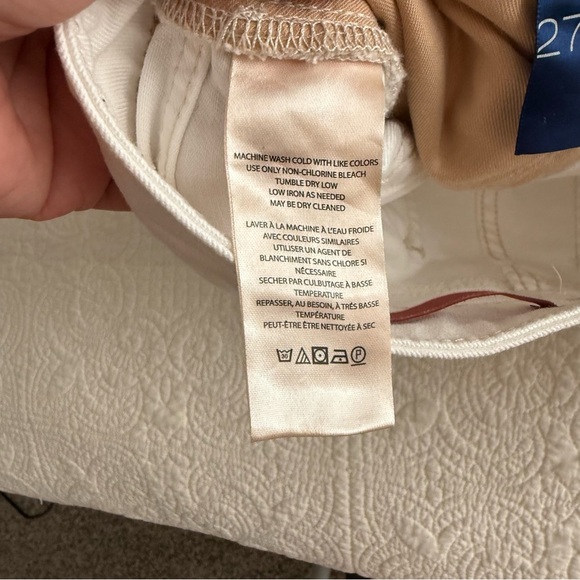 27
MACHINE WASH COLD WITH LIKE COLORS
USE ONLY NON-CHLORINE BLEACH
TUMBLE DRY LOW
LOW IRON AS NEEDED
MAY BE DRY CLEANED
LAVER À LA MACHINE À L'EAU FROIDE
AVEC COULEURS SIMILAIRES
UTILISER UN AGENT DE
BLANCHIMENT SANS CHLORE SI
NÉCESSAIRE
SECHER PAR CULBUTAGE À BASSE
TEMPERATURE
REPASSER, AU BESOIN, À TRÈS BASSE
TEMPÉRATURE
PEUT-ÊTRE ÊTRE NETTOYÉE À SEC
30 P